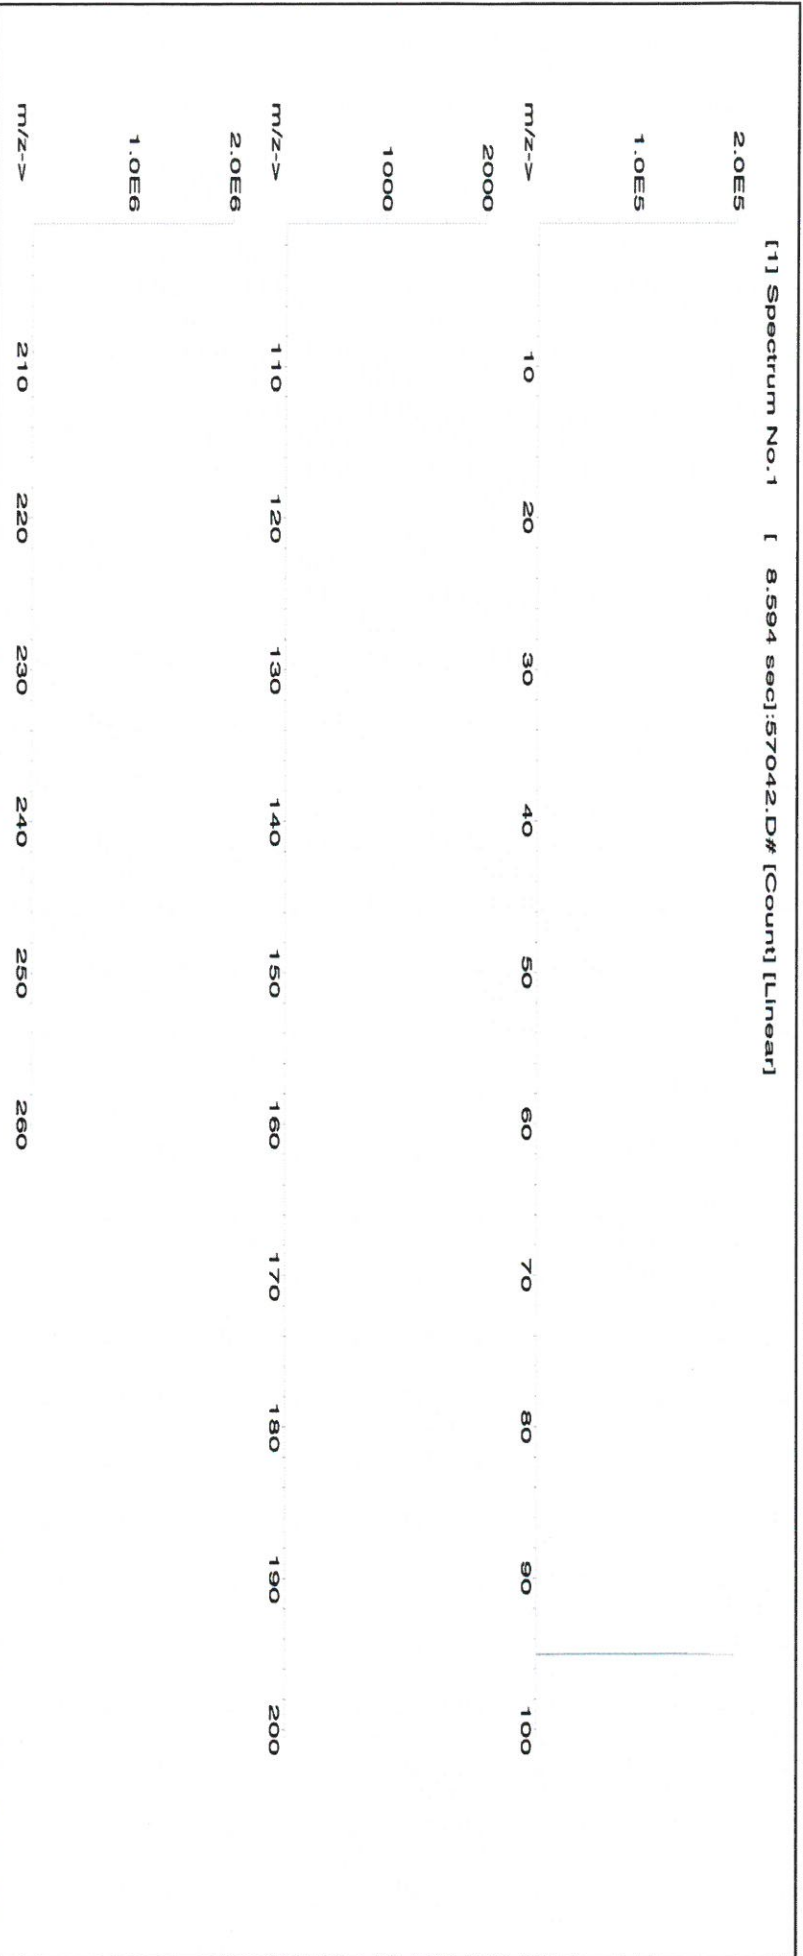 [1] Spectrum No.1 [ 8.594 sec]:57042.D# [Count] [Linear]
2.0E5
1.0E5
m/z-> 10 20 30 40 50 60 70 80 90 100
2000
1000
m/z-> 110 120 130 140 150 160 170 180 190 200
2.0E6
1.0E6
m/z-> 210 220 230 240 250 260